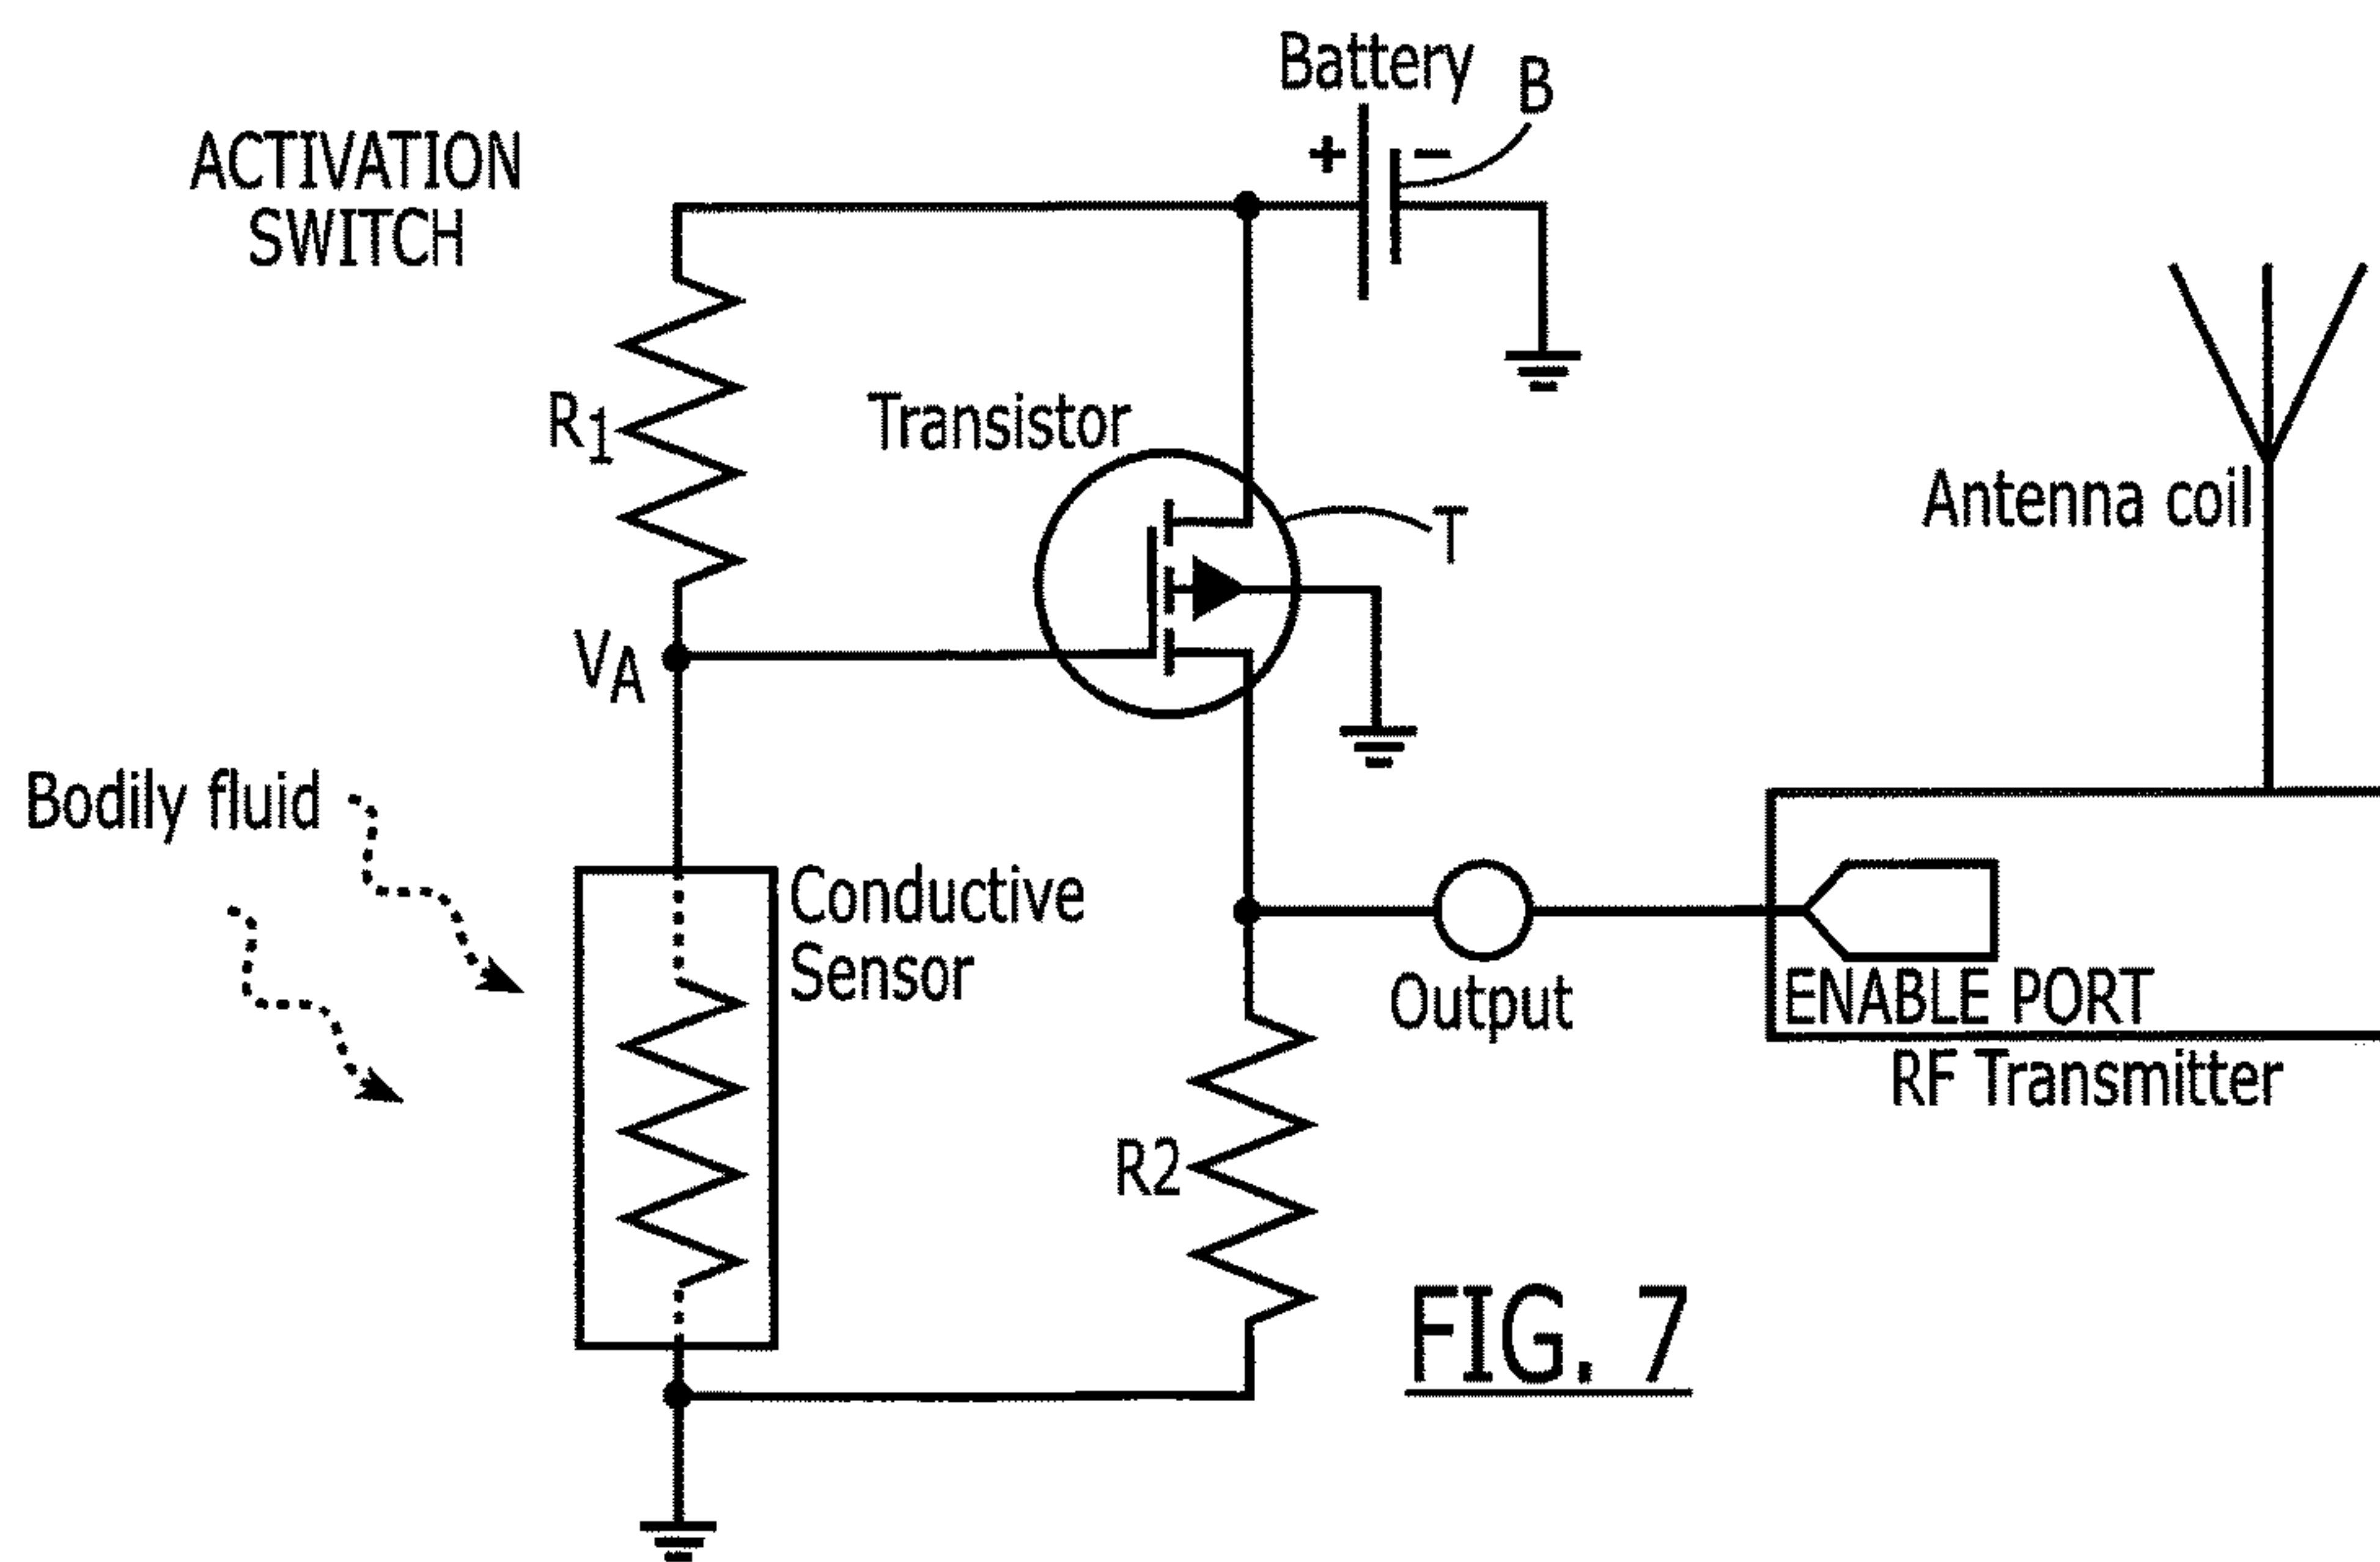 Battery
B
+
−
ACTIVATION
SWITCH
R1
Transistor
T
Antenna coil
VA
Bodily fluid
Conductive
Sensor
Output
ENABLE PORT
RF Transmitter
R2
FIG. 7